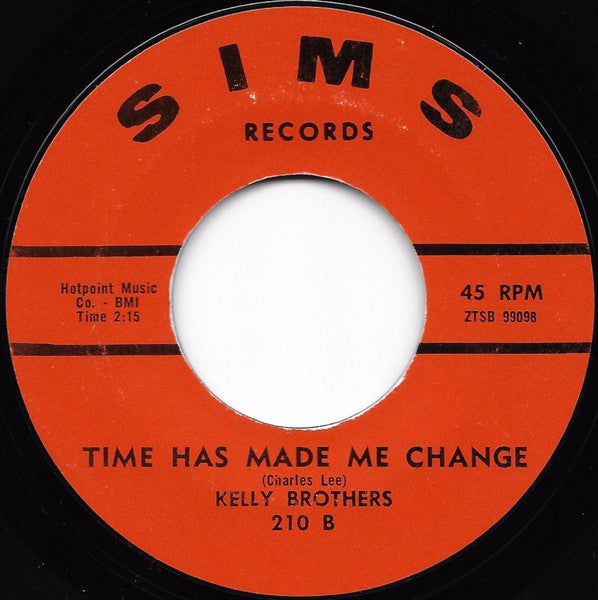 SIMS
RECORDS
Hotpoint Music
Co. - BMI
Time 2:15
45 RPM
ZTSB 99098
TIME HAS MADE ME CHANGE
(Charles Lee)
KELLY BROTHERS
210 B